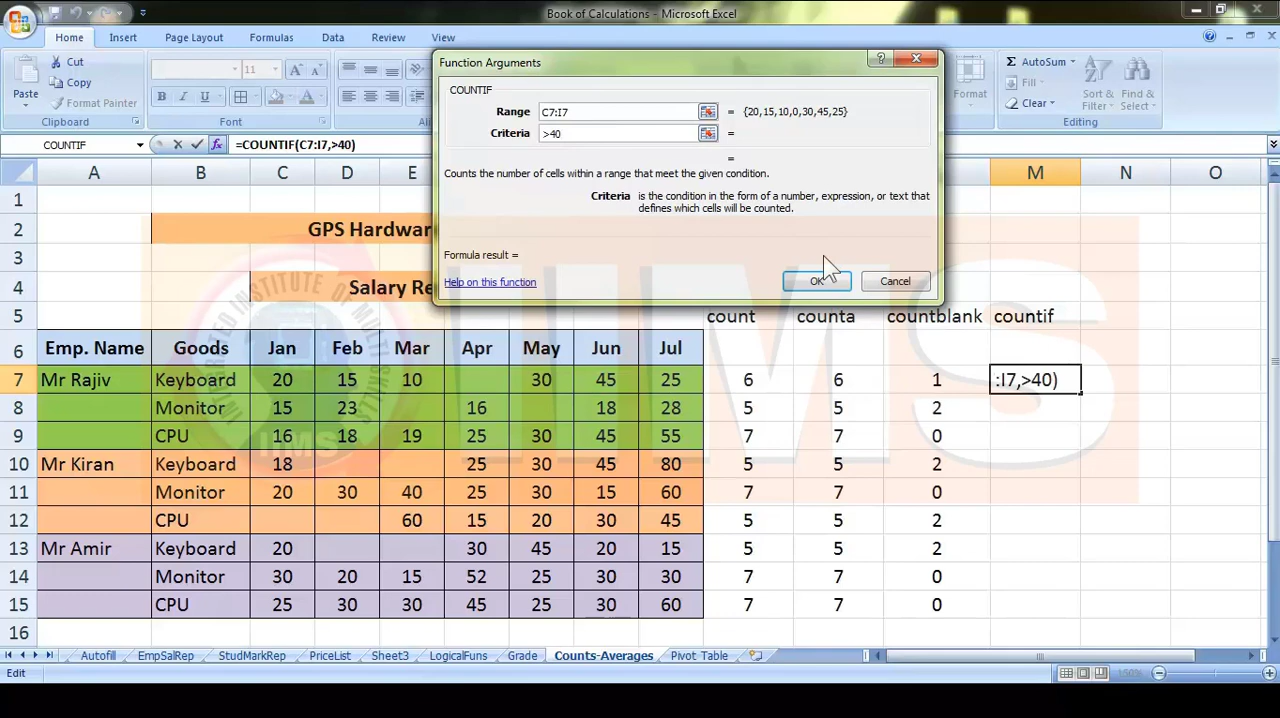 Book of Calculations - Microsoft Excel
Home Insert Page Layout Formulas Data Review View
Paste Cut Copy Format Painter Clipboard
11 B I U Font
Format AutoSum Fill Clear Sort & Filter Find & Select Editing
Function Arguments
COUNTIF
Range C7:I7 = {20,15,10,0,30,45,25}
Criteria >40 =
=
Counts the number of cells within a range that meet the given condition.
Criteria is the condition in the form of a number, expression, or text that
defines which cells will be counted.
Formula result =
Help on this function OK Cancel
COUNTIF =COUNTIF(C7:I7,>40)
A B C D E M N O
1
2 GPS Hardwar
3
4 Salary Re
5 count counta countblank countif
6 Emp. Name Goods Jan Feb Mar Apr May Jun Jul
7 Mr Rajiv Keyboard 20 15 10 30 45 25 6 6 1 :I7,>40)
8 Monitor 15 23 16 18 28 5 5 2
9 CPU 16 18 19 25 30 45 55 7 7 0
10 Mr Kiran Keyboard 18 25 30 45 80 5 5 2
11 Monitor 20 30 40 25 30 15 60 7 7 0
12 CPU 60 15 20 30 45 5 5 2
13 Mr Amir Keyboard 20 30 45 20 15 5 5 2
14 Monitor 30 20 15 52 25 30 30 7 7 0
15 CPU 25 30 30 45 25 30 60 7 7 0
16
INTEGRATED INSTITUTE OF MULTI SKILLS
IIMS
IIMS
Autofill EmpSalRep StudMarkRep PriceList Sheet3 LogicalFuns Grade Counts-Averages Pivot Table
Edit 150%